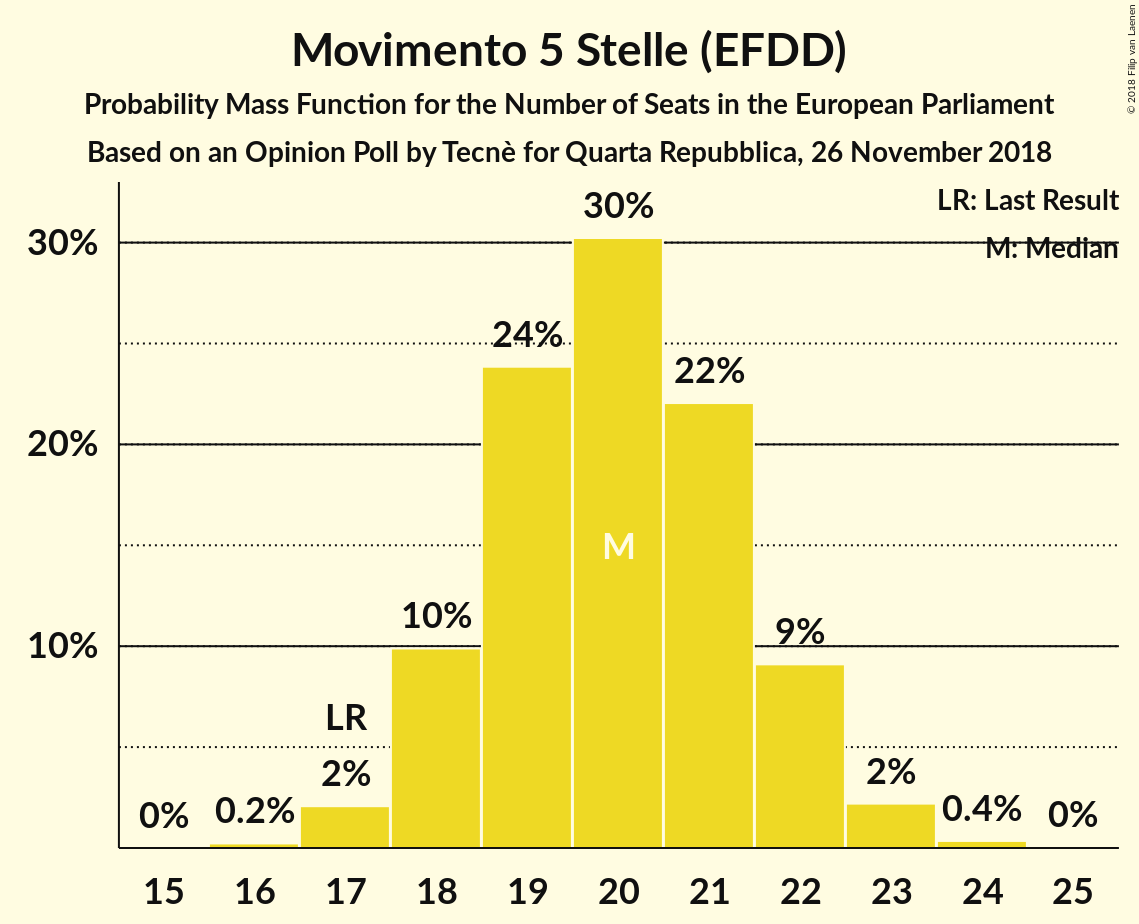 Movimento 5 Stelle (EFDD)
Probability Mass Function for the Number of Seats in the European Parliament
Based on an Opinion Poll by Tecnè for Quarta Repubblica, 26 November 2018
© 2018 Filip van Laenen
LR: Last Result
M: Median
30%
20%
10%
0%
0.2%
LR
2%
10%
24%
30%
M
22%
9%
2%
0.4%
0%
15 16 17 18 19 20 21 22 23 24 25